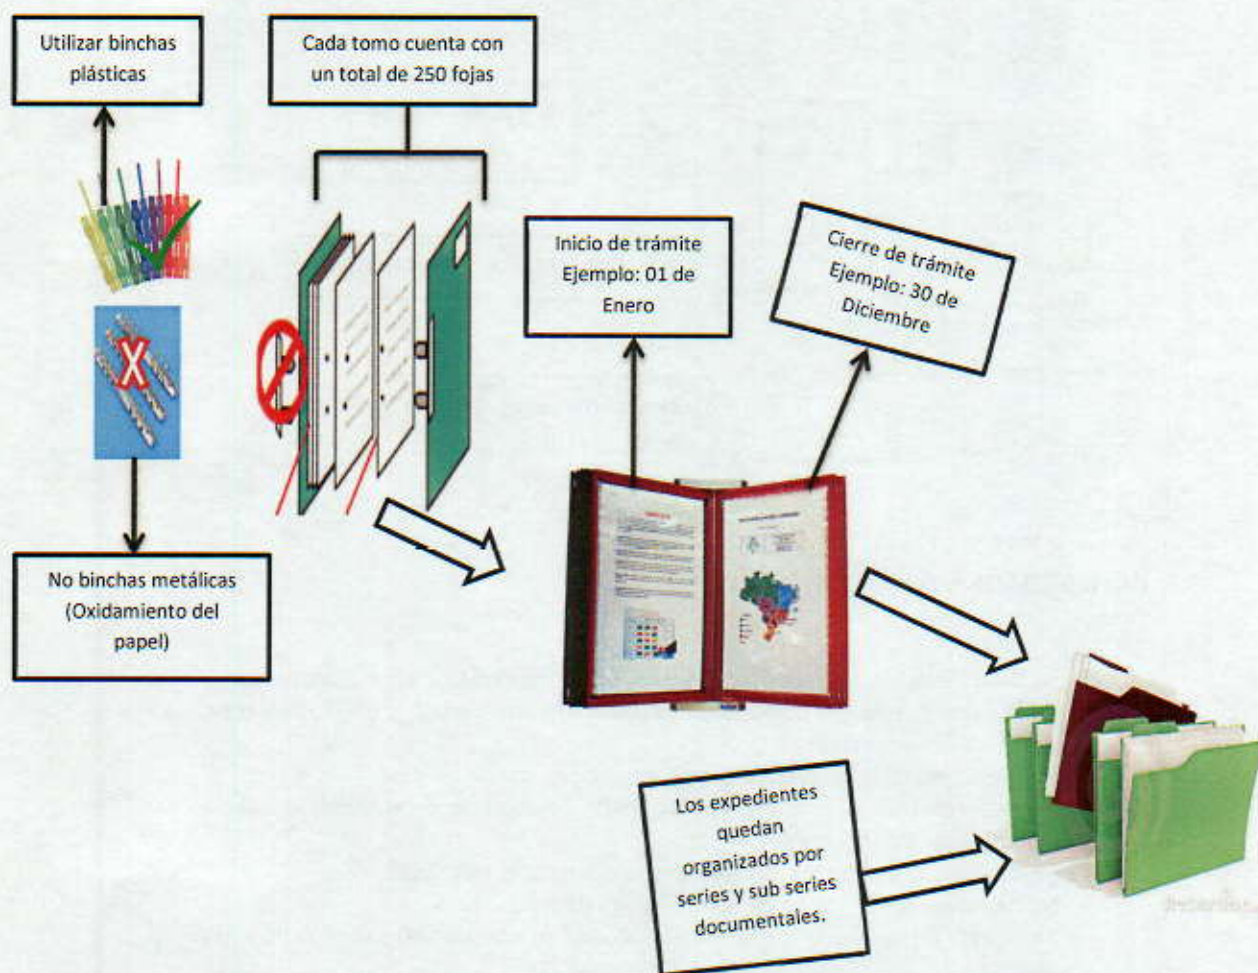 Utilizar binchas
plásticas
Cada tomo cuenta con
un total de 250 fojas
Inicio de trámite
Ejemplo: 01 de
Enero
Cierre de trámite
Ejemplo: 30 de
Diciembre
No binchas metálicas
(Oxidamiento del
papel)
Los expedientes
quedan
organizados por
series y sub series
documentales.